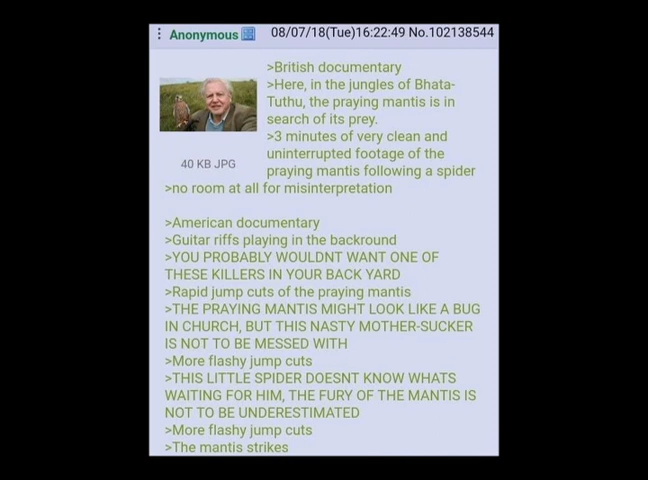 Anonymous 08/07/18(Tue)16:22:49 No.102138544
>British documentary
>Here, in the jungles of Bhata-
Tuthu, the praying mantis is in
search of its prey.
>3 minutes of very clean and
uninterrupted footage of the
praying mantis following a spider
40 KB JPG
>no room at all for misinterpretation
>American documentary
>Guitar riffs playing in the backround
>YOU PROBABLY WOULDNT WANT ONE OF
THESE KILLERS IN YOUR BACK YARD
>Rapid jump cuts of the praying mantis
>THE PRAYING MANTIS MIGHT LOOK LIKE A BUG
IN CHURCH, BUT THIS NASTY MOTHER-SUCKER
IS NOT TO BE MESSED WITH
>More flashy jump cuts
>THIS LITTLE SPIDER DOESNT KNOW WHATS
WAITING FOR HIM, THE FURY OF THE MANTIS IS
NOT TO BE UNDERESTIMATED
>More flashy jump cuts
>The mantis strikes